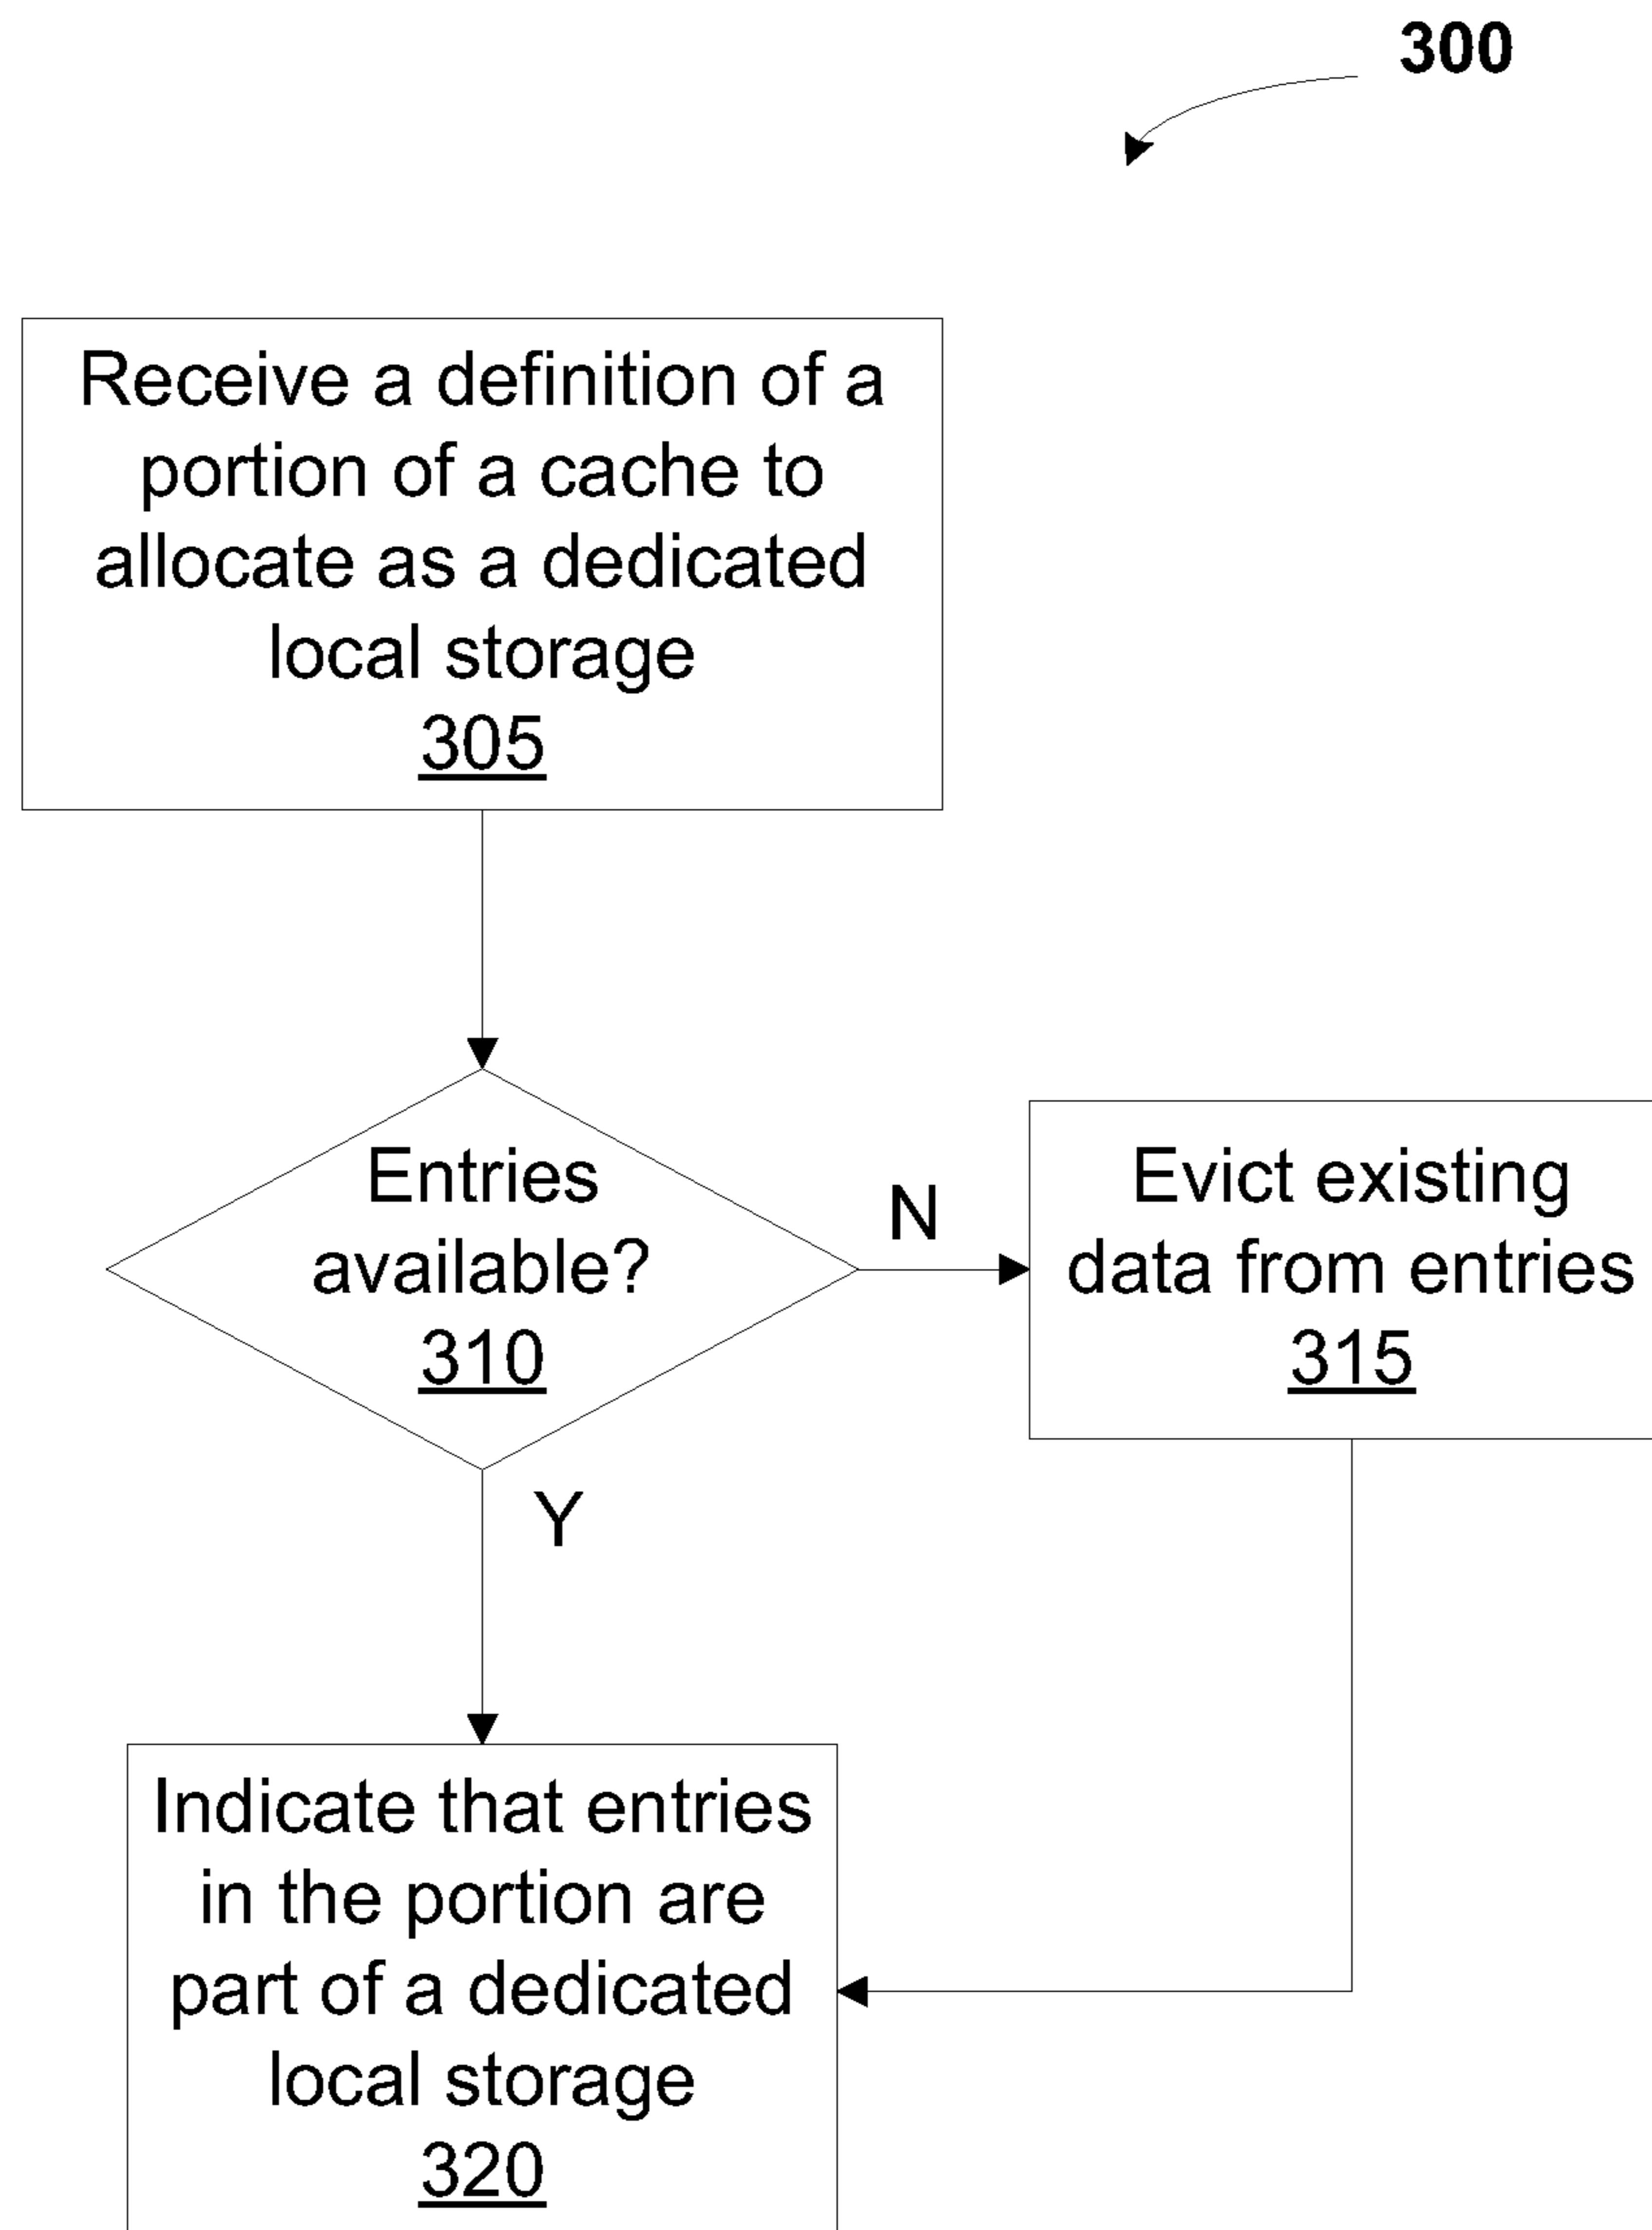 300
Receive a definition of a
portion of a cache to
allocate as a dedicated
local storage
305
Entries
available?
310
N
Evict existing
data from entries
315
Y
Indicate that entries
in the portion are
part of a dedicated
local storage
320